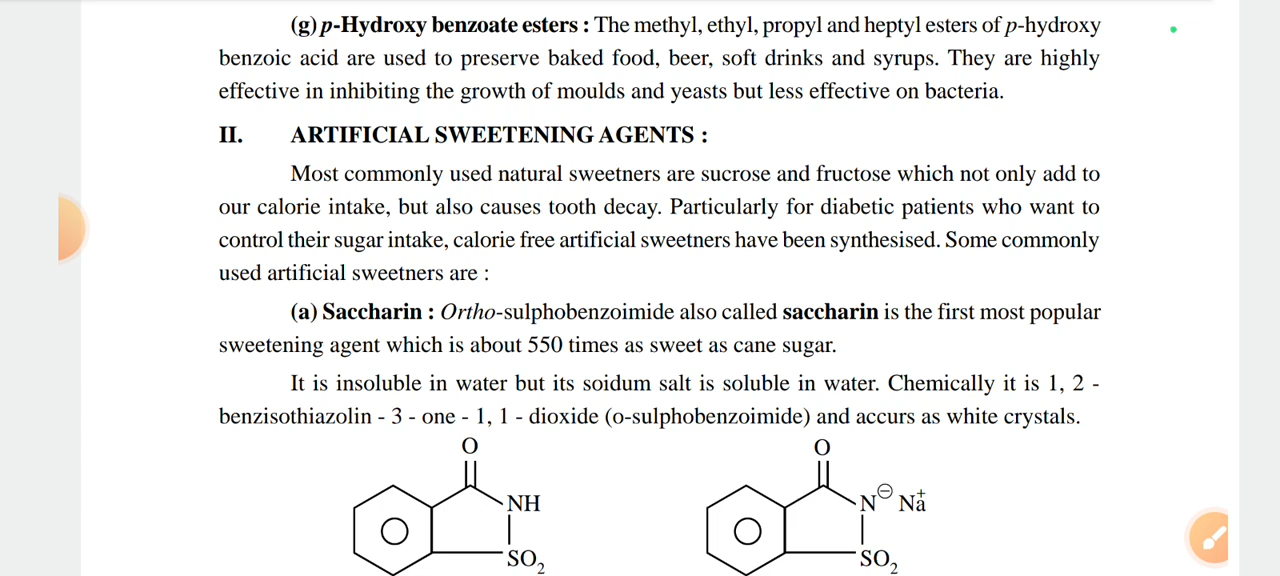 (g) p-Hydroxy benzoate esters : The methyl, ethyl, propyl and heptyl esters of p-hydroxy
benzoic acid are used to preserve baked food, beer, soft drinks and syrups. They are highly
effective in inhibiting the growth of moulds and yeasts but less effective on bacteria.
II. ARTIFICIAL SWEETENING AGENTS :
Most commonly used natural sweetners are sucrose and fructose which not only add to
our calorie intake, but also causes tooth decay. Particularly for diabetic patients who want to
control their sugar intake, calorie free artificial sweetners have been synthesised. Some commonly
used artificial sweetners are :
(a) Saccharin : Ortho-sulphobenzoimide also called saccharin is the first most popular
sweetening agent which is about 550 times as sweet as cane sugar.
It is insoluble in water but its soidum salt is soluble in water. Chemically it is 1, 2 -
benzisothiazolin - 3 - one - 1, 1 - dioxide (o-sulphobenzoimide) and accurs as white crystals.
O O
NH N⊖ Na+
SO2 SO2